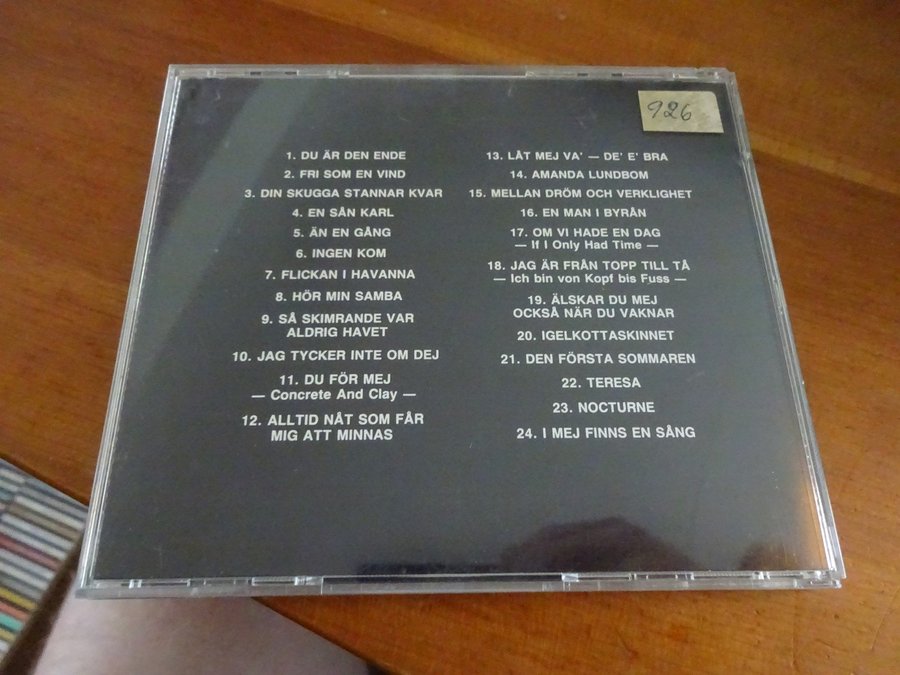 926
1. DU ÄR DEN ENDE
2. FRI SOM EN VIND
3. DIN SKUGGA STANNAR KVAR
4. EN SÅN KARL
5. ÄN EN GÅNG
6. INGEN KOM
7. FLICKAN I HAVANNA
8. HÖR MIN SAMBA
9. SÅ SKIMRANDE VAR
ALDRIG HAVET
10. JAG TYCKER INTE OM DEJ
11. DU FÖR MEJ
— Concrete And Clay —
12. ALLTID NÅT SOM FÅR
MIG ATT MINNAS
13. LÅT MEJ VA' — DE' E' BRA
14. AMANDA LUNDBOM
15. MELLAN DRÖM OCH VERKLIGHET
16. EN MAN I BYRÅN
17. OM VI HADE EN DAG
— If I Only Had Time —
18. JAG ÄR FRÅN TOPP TILL TÅ
— Ich bin von Kopf bis Fuss —
19. ÄLSKAR DU MEJ
OCKSÅ NÄR DU VAKNAR
20. IGELKOTTASKINNET
21. DEN FÖRSTA SOMMAREN
22. TERESA
23. NOCTURNE
24. I MEJ FINNS EN SÅNG